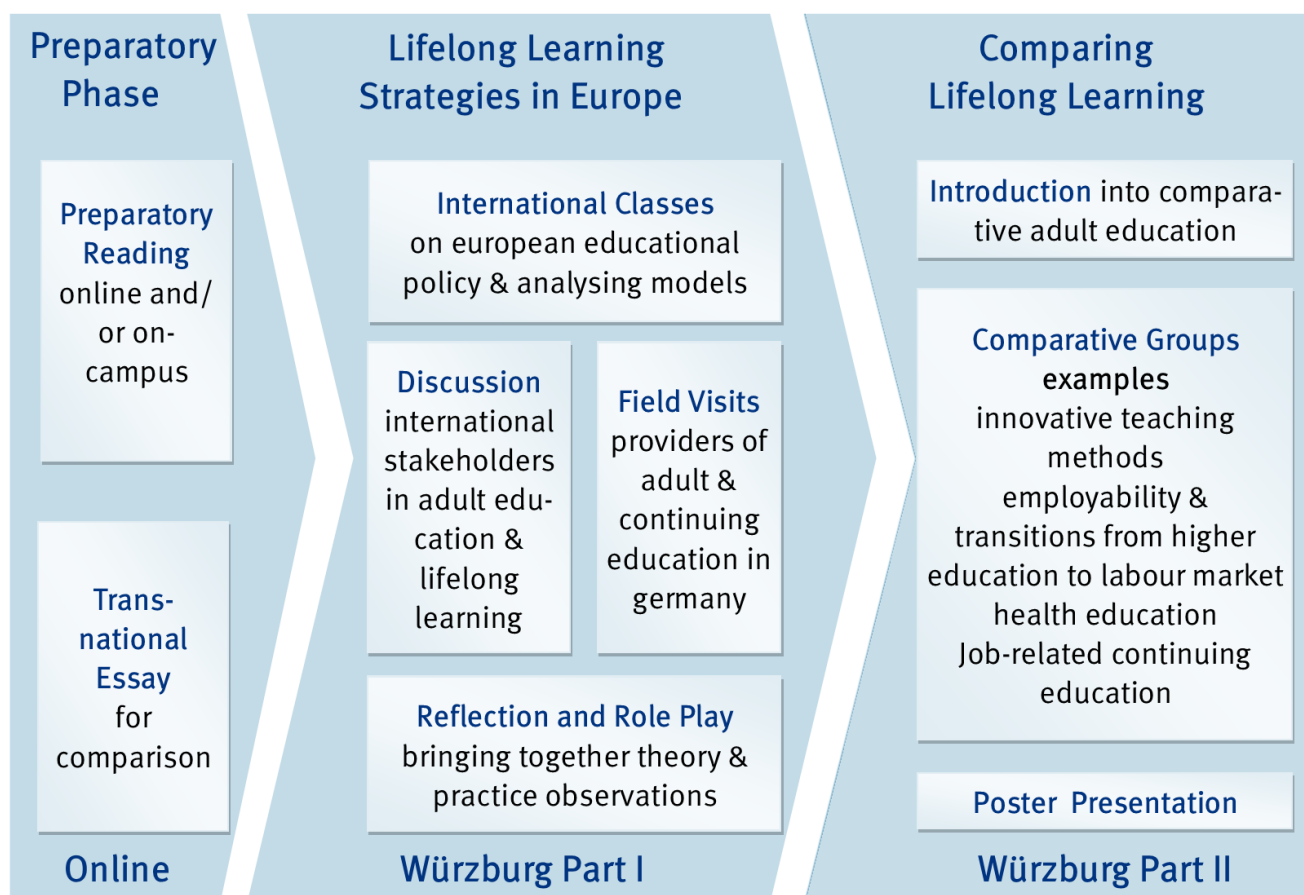 Preparatory
Phase
Preparatory
Reading
online and/
or on-
campus
Trans-
national
Essay
for
comparison
Online
Lifelong Learning
Strategies in Europe
International Classes
on european educational
policy & analysing models
Discussion
international
stakeholders
in adult edu-
cation &
lifelong
learning
Field Visits
providers of
adult &
continuing
education in
germany
Reflection and Role Play
bringing together theory &
practice observations
Würzburg Part I
Comparing
Lifelong Learning
Introduction into compara-
tive adult education
Comparative Groups
examples
innovative teaching
methods
employability &
transitions from higher
education to labour market
health education
Job-related continuing
education
Poster Presentation
Würzburg Part II